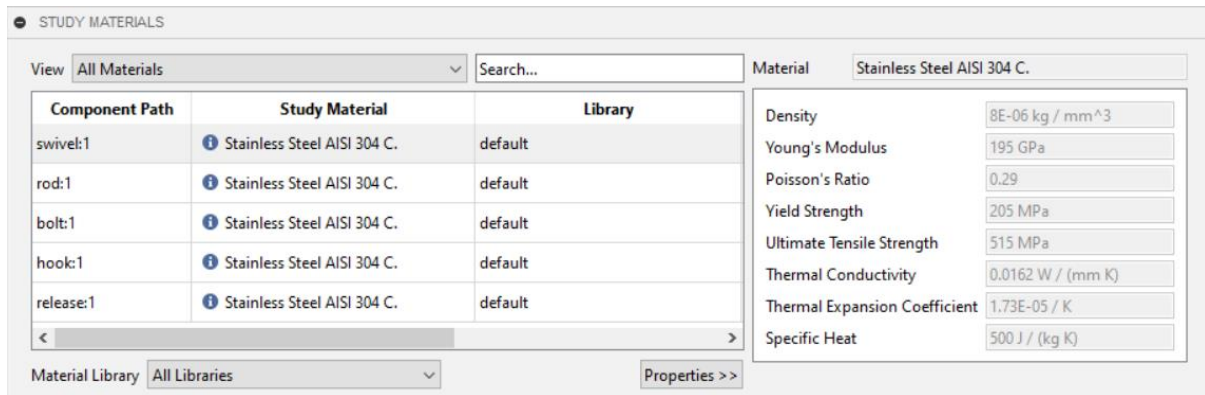 STUDY MATERIALS
View All Materials Search... Material Stainless Steel AISI 304 C.
Component Path Study Material Library
swivel:1 Stainless Steel AISI 304 C. default
rod:1 Stainless Steel AISI 304 C. default
bolt:1 Stainless Steel AISI 304 C. default
hook:1 Stainless Steel AISI 304 C. default
release:1 Stainless Steel AISI 304 C. default
Material Library All Libraries Properties >>
Density 8E-06 kg / mm^3
Young's Modulus 195 GPa
Poisson's Ratio 0.29
Yield Strength 205 MPa
Ultimate Tensile Strength 515 MPa
Thermal Conductivity 0.0162 W / (mm K)
Thermal Expansion Coefficient 1.73E-05 / K
Specific Heat 500 J / (kg K)